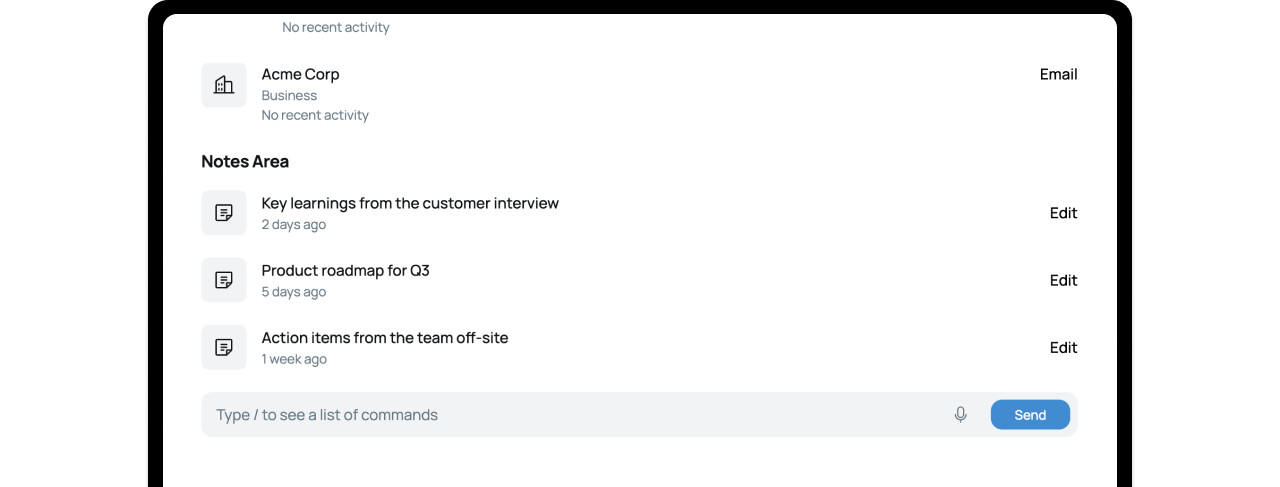 No recent activity
Acme Corp
Email
Business
No recent activity
Notes Area
Key learnings from the customer interview
2 days ago
Edit
Product roadmap for Q3
5 days ago
Edit
Action items from the team off-site
1 week ago
Edit
Type / to see a list of commands
Send